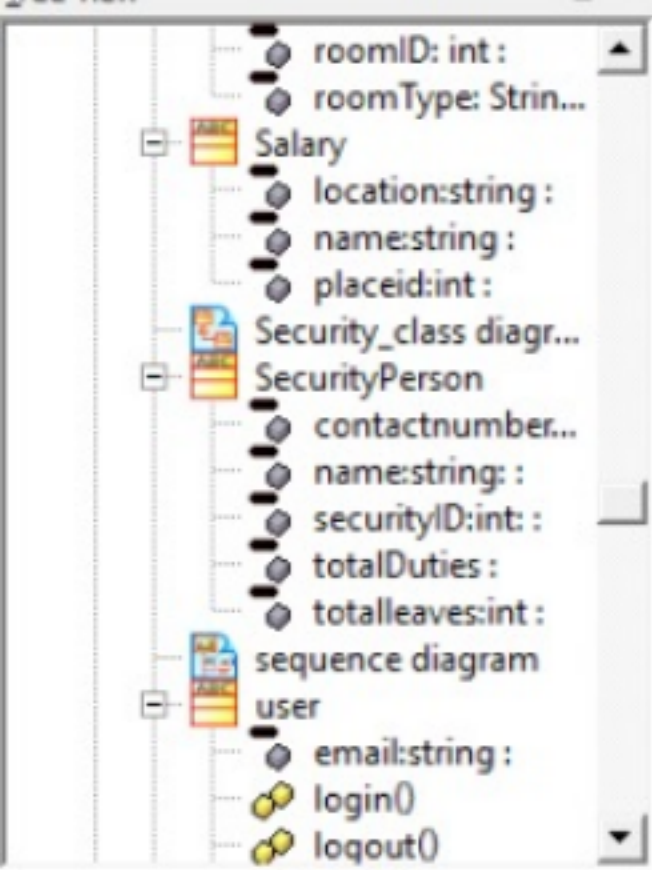 roomID: int :
roomType: Strin...
Salary
location:string :
name:string :
placeid:int :
Security_class diagr...
SecurityPerson
contactnumber...
name:string: :
securityID:int: :
totalDuties :
totalleaves:int :
sequence diagram
user
email:string :
login()
logout()